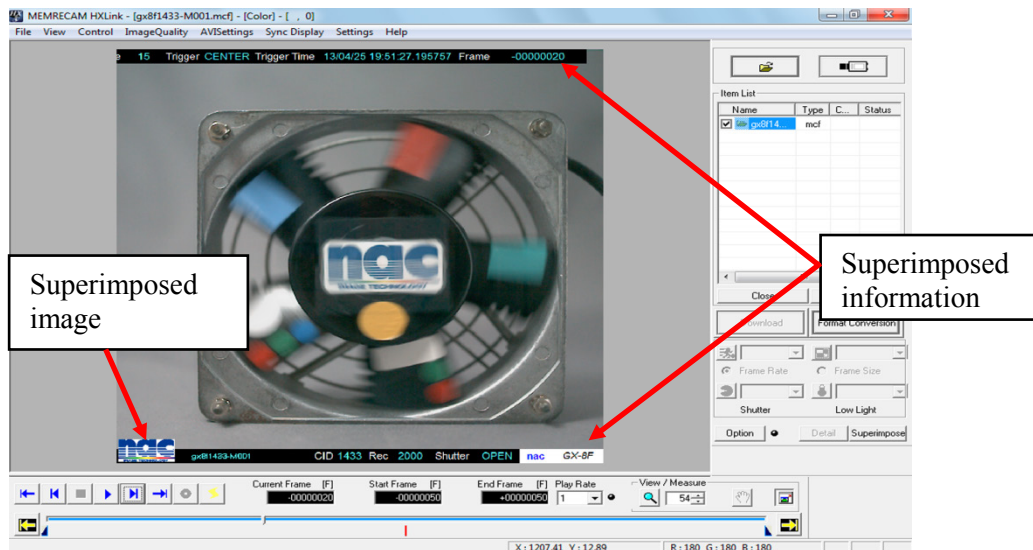 MEMRECAM HXLink - [gx8f1433-M001.mcf] - [Color] - [ , 0]
File View Control ImageQuality AVISettings Sync Display Settings Help
15 Trigger CENTER Trigger Time 13/04/25 19:51:27.195757 Frame -00000020
Item List
Name Type C... Status
gx8f14... mcf
nac
IMAGE TECHNOLOGY
Superimposed
image
Superimposed
information
Close
Download Format Conversion
Frame Rate Frame Size
Shutter Low Light
Option Detail Superimpose
nac gx8f1433-M001 CID 1433 Rec 2000 Shutter OPEN nac GX-8F
Current Frame [F] Start Frame [F] End Frame [F] Play Rate View / Measure
-00000020 -00000050 +00000050 1 54
X : 1207.41 Y : 12.89 R : 180 G : 180 B : 180